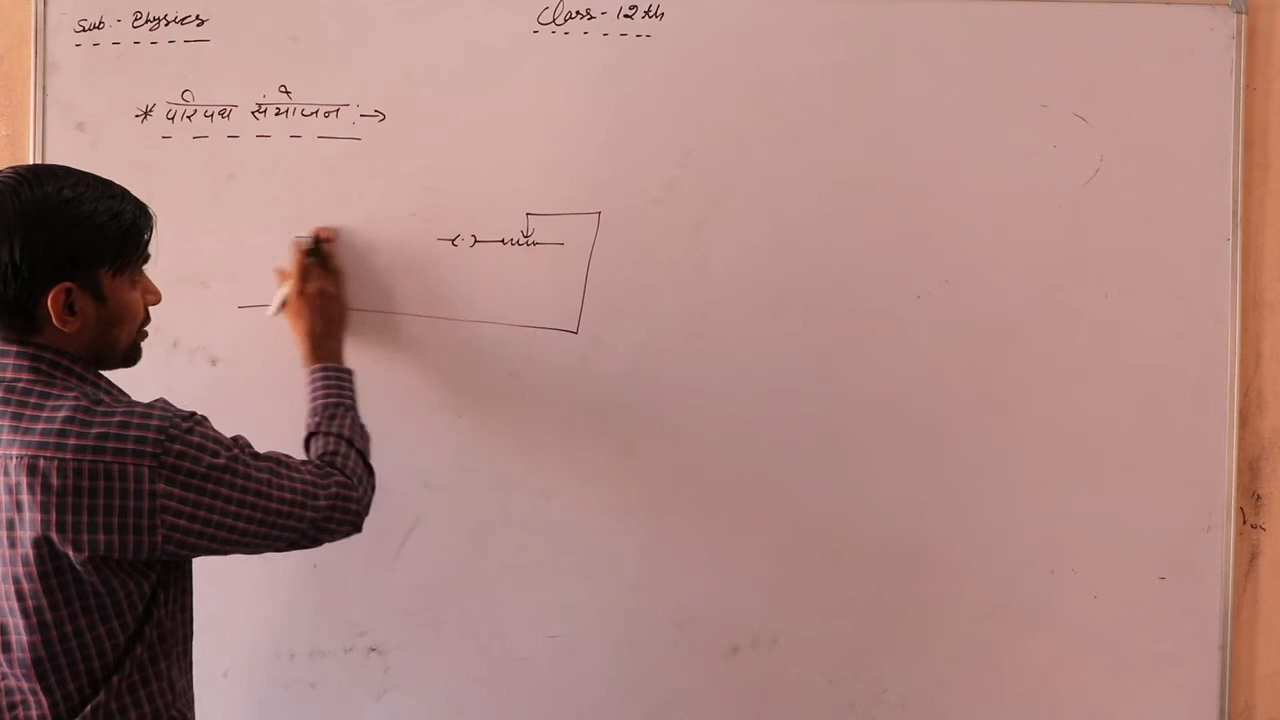 Sub.- Physics
Class-12th
* परिपथ संयोजन :→